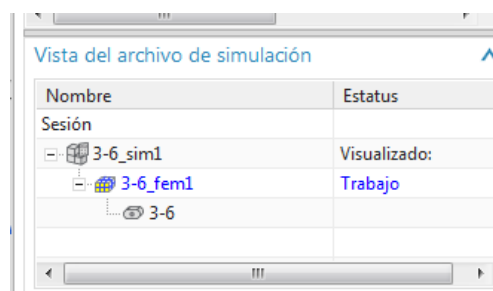 Vista del archivo de simulación
Nombre Estatus
Sesión
3-6_sim1 Visualizado:
3-6_fem1 Trabajo
3-6